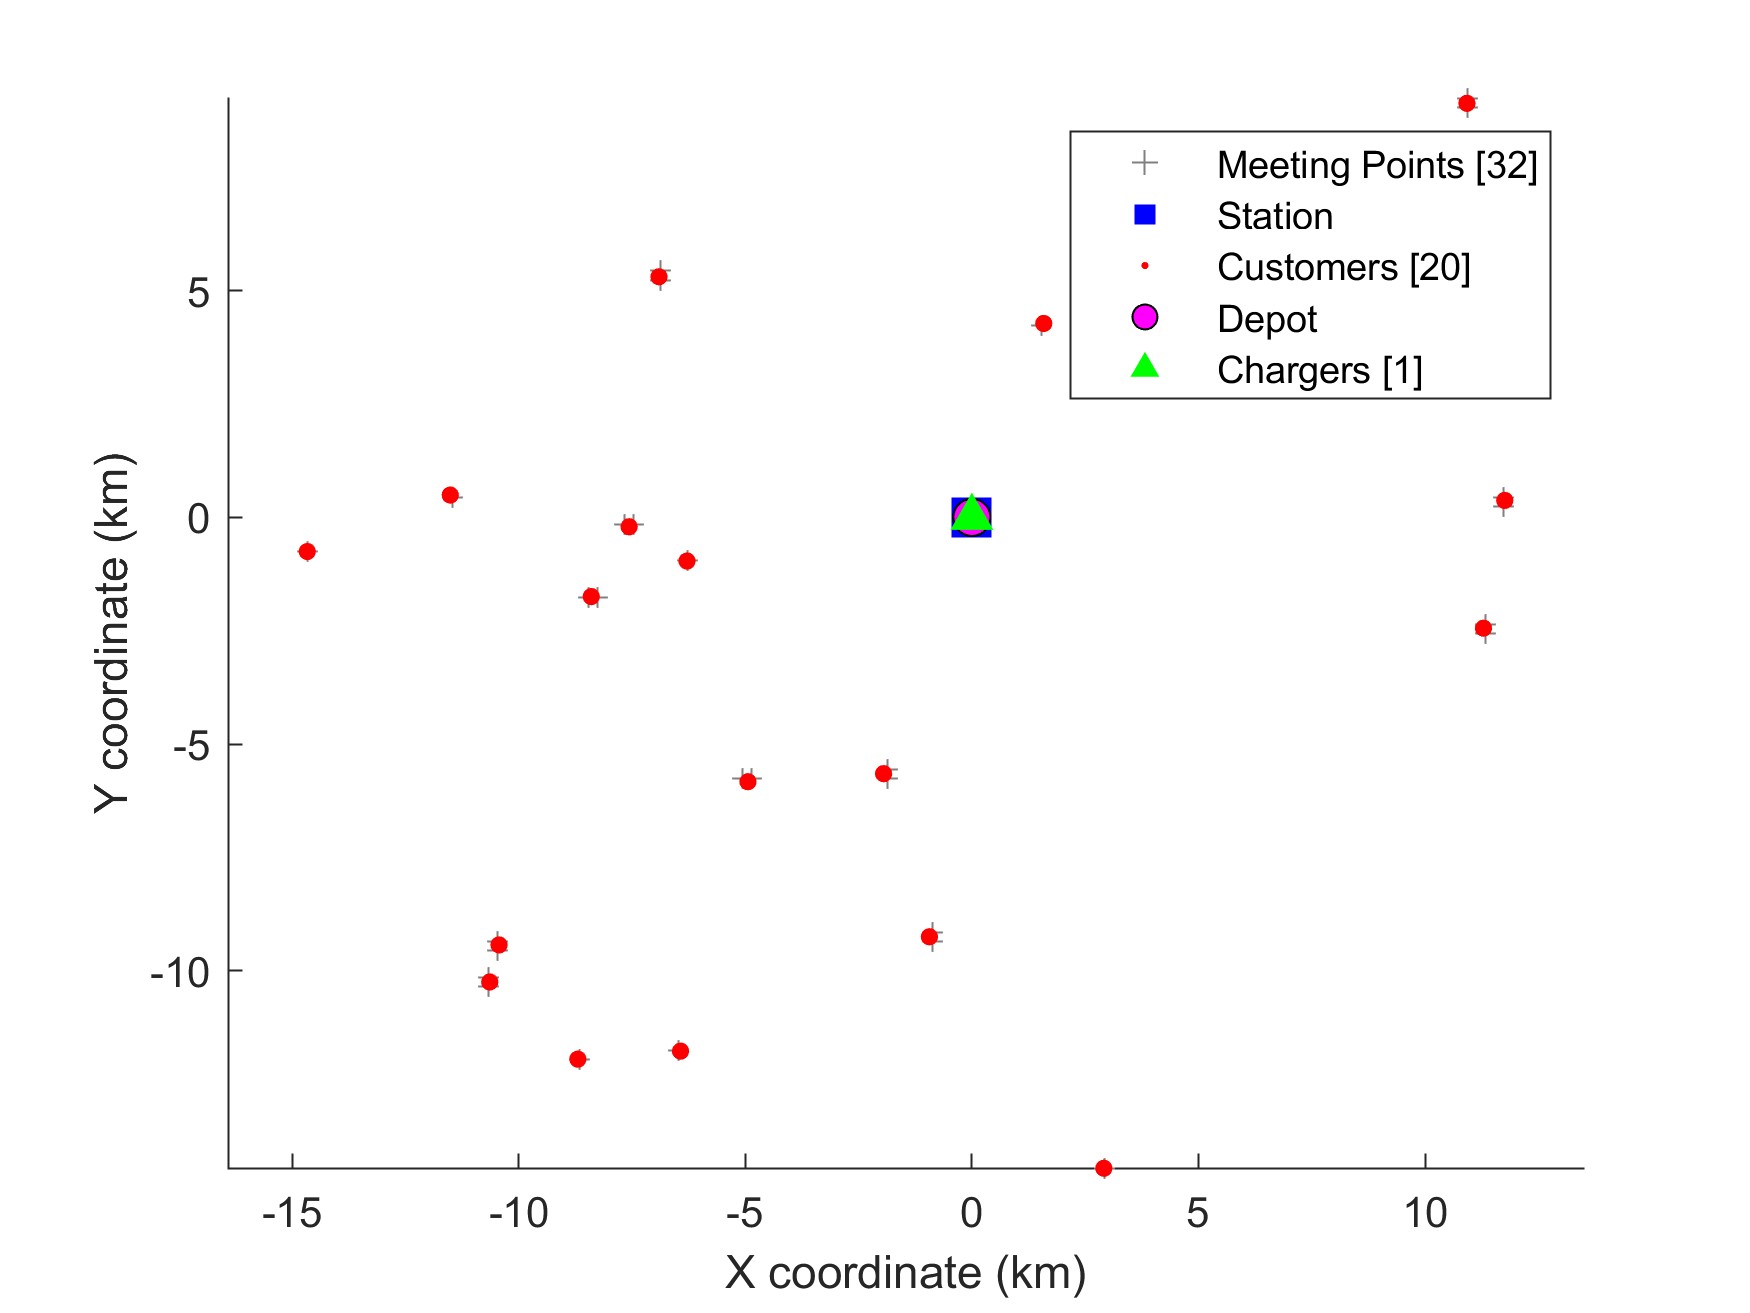 Meeting Points [32]
Station
Customers [20]
Depot
Chargers [1]
5
0
-5
-10
Y coordinate (km)
-15 -10 -5 0 5 10
X coordinate (km)